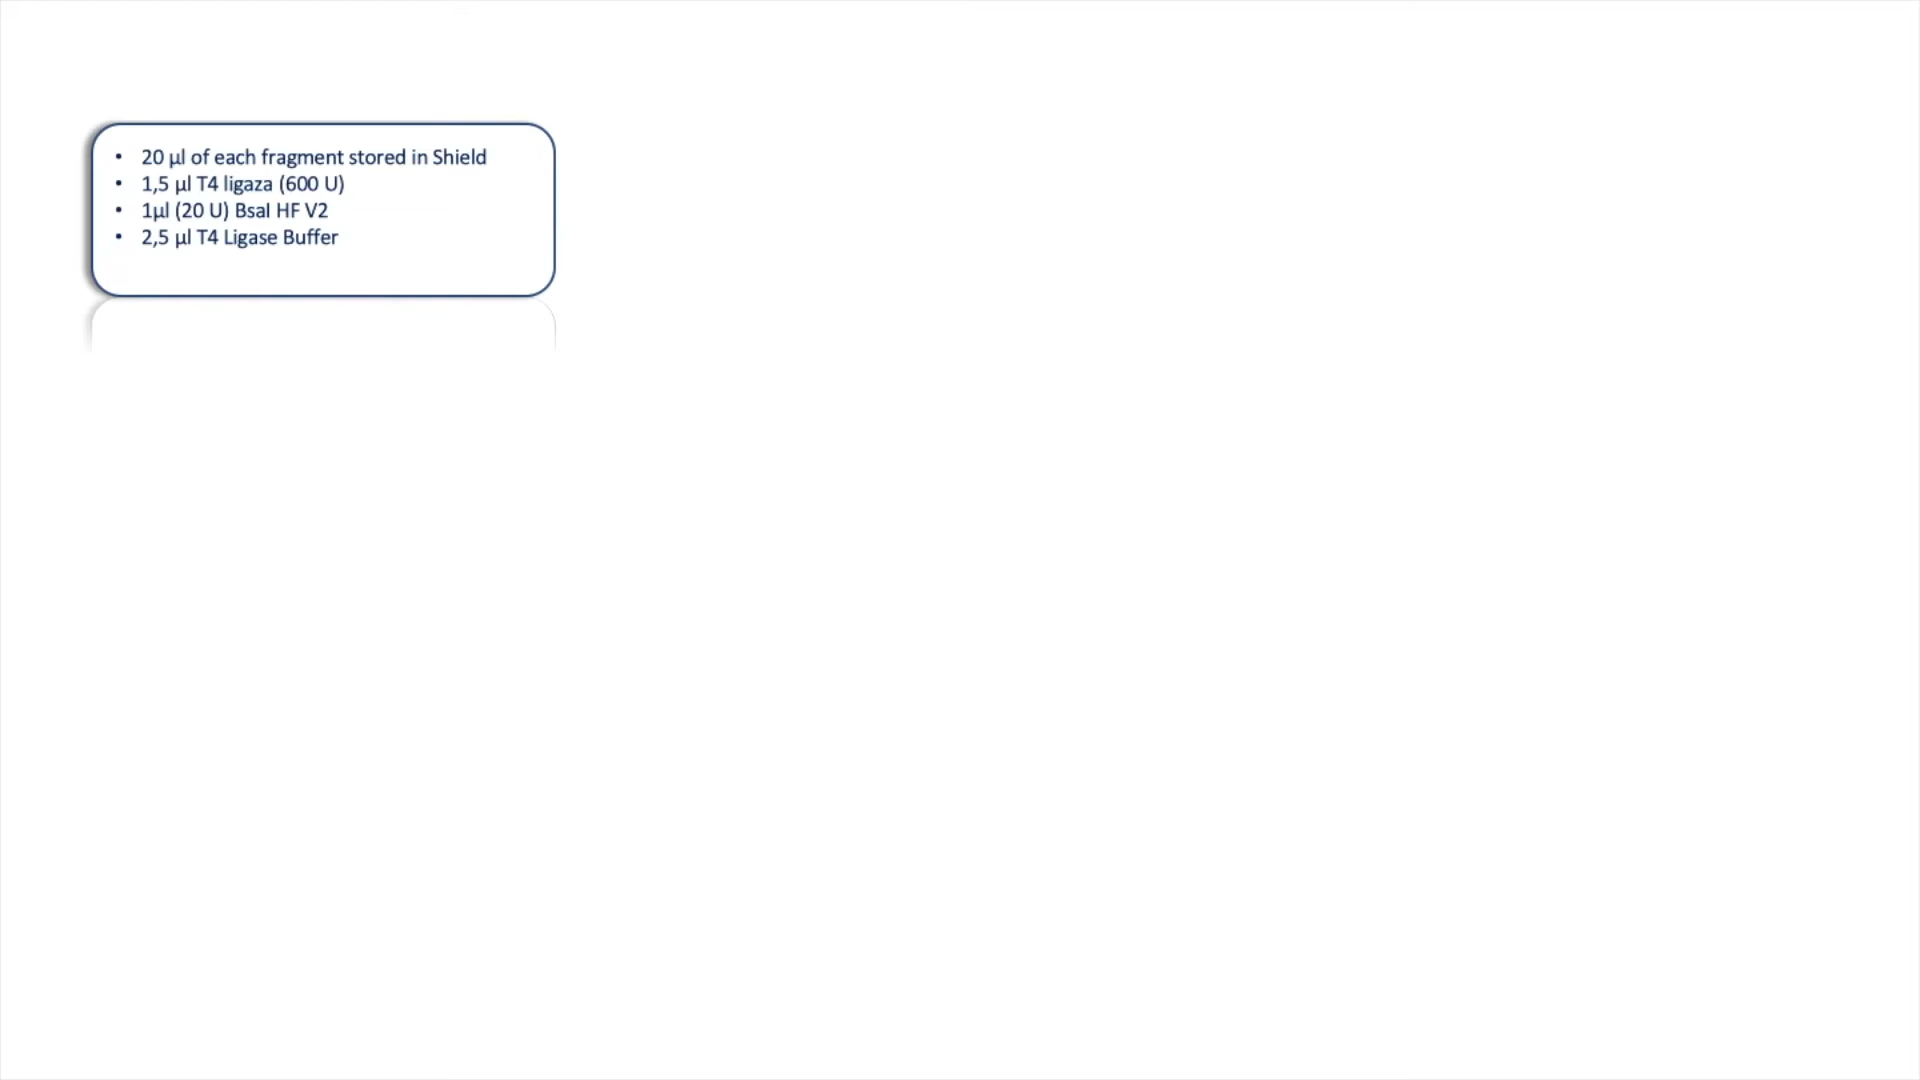 • 20 µl of each fragment stored in Shield
• 1,5 µl T4 ligaza (600 U)
• 1µl (20 U) BsaI HF V2
• 2,5 µl T4 Ligase Buffer